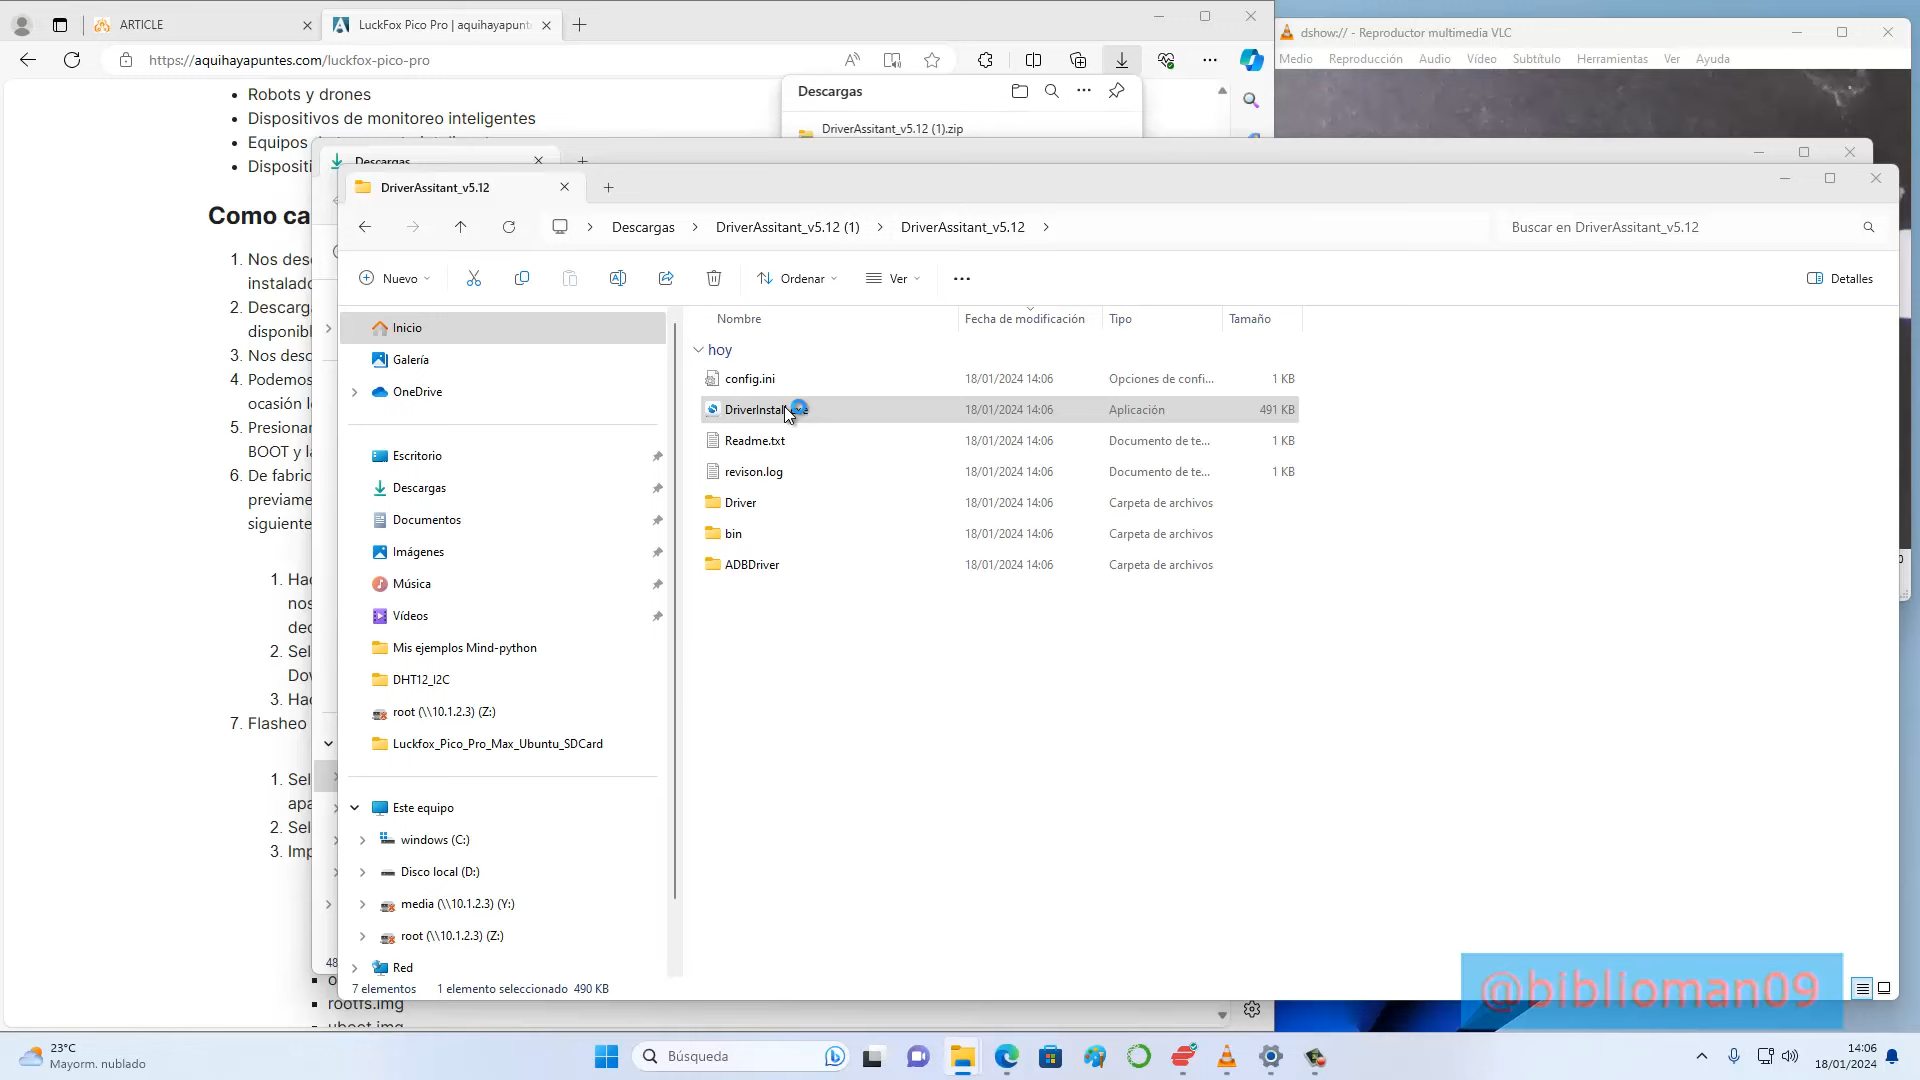 ARTICLE
LuckFox Pico Pro | aquihayapunt
dshow:// - Reproductor multimedia VLC
https://aquihayapuntes.com/luckfox-pico-pro
Medio Reproducción Audio Vídeo Subtítulo Herramientas Ver Ayuda
Robots y drones
Dispositivos de monitoreo inteligentes
Equipos
Dispositi
Descargas
DriverAssitant_v5.12 (1).zip
Descargas
DriverAssitant_v5.12
Descargas > DriverAssitant_v5.12 (1) > DriverAssitant_v5.12 >
Buscar en DriverAssitant_v5.12
Nuevo
Ordenar
Ver
Detalles
Como ca
1. Nos des
instalado
2. Descarg
disponibl
3. Nos desc
4. Podemos
ocasión l
5. Presionar
BOOT y l
6. De fabric
previame
siguiente
1. Hac
nos
dec
2. Sel
Dov
3. Hac
7. Flasheo
1. Sel
apa
2. Sel
3. Imp
rootfs.img
uboot.img
48
Inicio
Galería
OneDrive
Escritorio
Descargas
Documentos
Imágenes
Música
Vídeos
Mis ejemplos Mind-python
DHT12_I2C
root (\\10.1.2.3) (Z:)
Luckfox_Pico_Pro_Max_Ubuntu_SDCard
Este equipo
windows (C:)
Disco local (D:)
media (\\10.1.2.3) (Y:)
root (\\10.1.2.3) (Z:)
Red
Nombre Fecha de modificación Tipo Tamaño
hoy
config.ini 18/01/2024 14:06 Opciones de confi... 1 KB
DriverInstall.exe 18/01/2024 14:06 Aplicación 491 KB
Readme.txt 18/01/2024 14:06 Documento de te... 1 KB
revison.log 18/01/2024 14:06 Documento de te... 1 KB
Driver 18/01/2024 14:06 Carpeta de archivos
bin 18/01/2024 14:06 Carpeta de archivos
ADBDriver 18/01/2024 14:06 Carpeta de archivos
7 elementos 1 elemento seleccionado 490 KB
@biblioman09
23°C
Mayorm. nublado
Búsqueda
14:06
18/01/2024